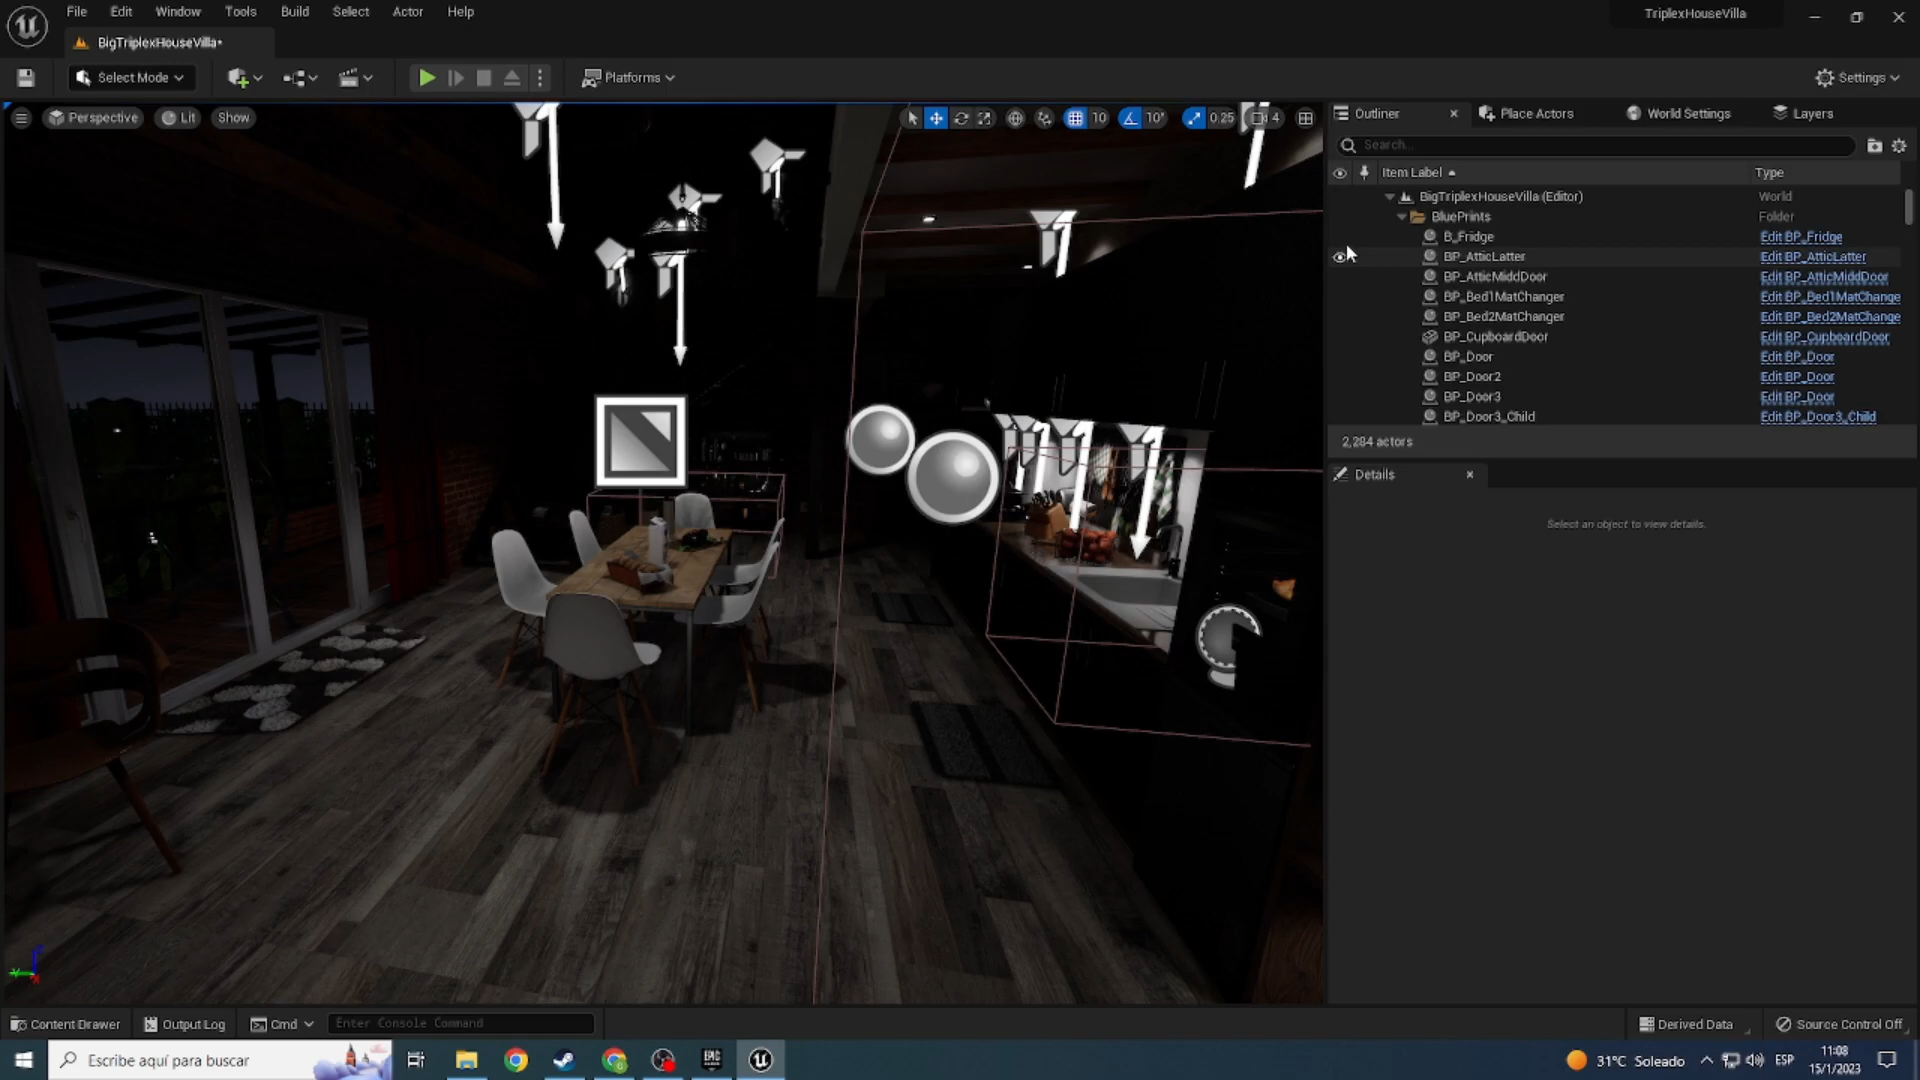 File Edit Window Tools Build Select Actor Help
TriplexHouseVilla
BigTriplexHouseVilla*
Select Mode
Platforms
Settings
Perspective Lit Show
10 10° 0.25 4
Outliner Place Actors World Settings Layers
Search...
Item Label Type
BigTriplexHouseVilla (Editor) World
BluePrints Folder
B_Fridge Edit BP_Fridge
BP_AtticLatter Edit BP_AtticLatter
BP_AtticMiddDoor Edit BP_AtticMiddDoor
BP_Bed1MatChanger Edit BP_Bed1MatChange
BP_Bed2MatChanger Edit BP_Bed2MatChange
BP_CupboardDoor Edit BP_CupboardDoor
BP_Door Edit BP_Door
BP_Door2 Edit BP_Door
BP_Door3 Edit BP_Door
BP_Door3_Child Edit BP_Door3_Child
2,284 actors
Details
Select an object to view details.
Content Drawer Output Log Cmd Enter Console Command
Derived Data Source Control Off
Escribe aquí para buscar
EPIC
31°C Soleado ESP 11:08
15/1/2023